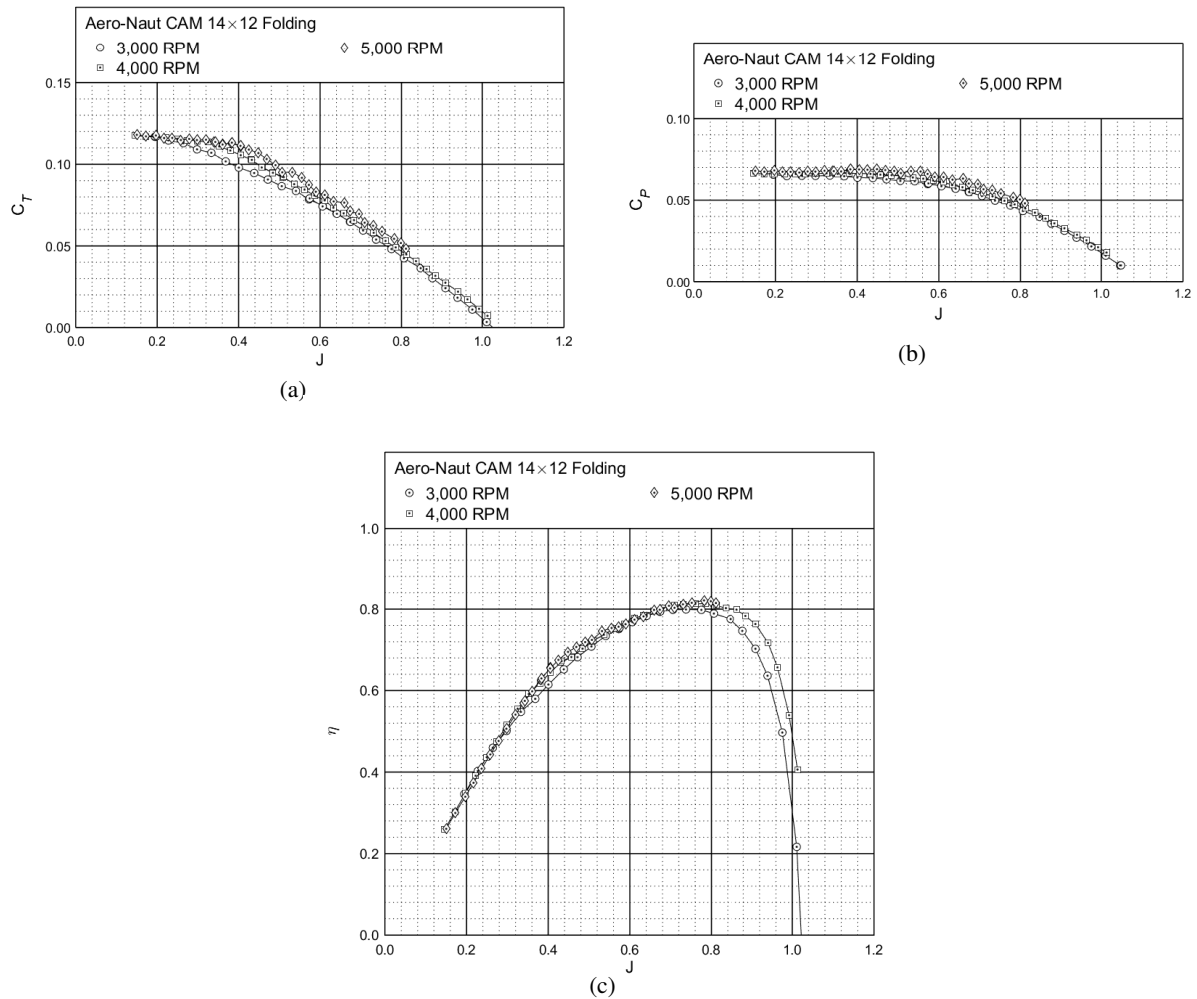 Aero-Naut CAM 14×12 Folding
3,000 RPM 5,000 RPM
4,000 RPM
0.15
0.10
0.05
0.00
C_T
0.0 0.2 0.4 0.6 0.8 1.0 1.2
J
(a)
Aero-Naut CAM 14×12 Folding
3,000 RPM 5,000 RPM
4,000 RPM
0.10
0.05
0.00
C_P
0.0 0.2 0.4 0.6 0.8 1.0 1.2
J
(b)
Aero-Naut CAM 14×12 Folding
3,000 RPM 5,000 RPM
4,000 RPM
1.0
0.8
0.6
0.4
0.2
0.0
η
0.0 0.2 0.4 0.6 0.8 1.0 1.2
J
(c)